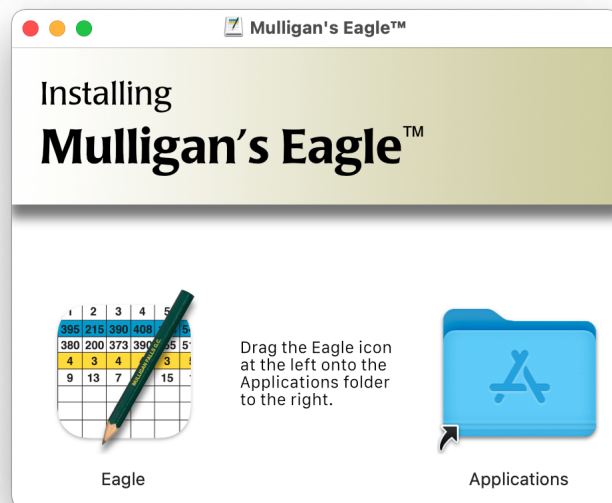 Mulligan's Eagle™
Installing
Mulligan's Eagle™
1 2 3 4 5
395 215 390 408
380 200 373 390
4 3 4 3
9 13 7 15
MULLIGAN FALLS G.C.
Drag the Eagle icon
at the left onto the
Applications folder
to the right.
Eagle
Applications